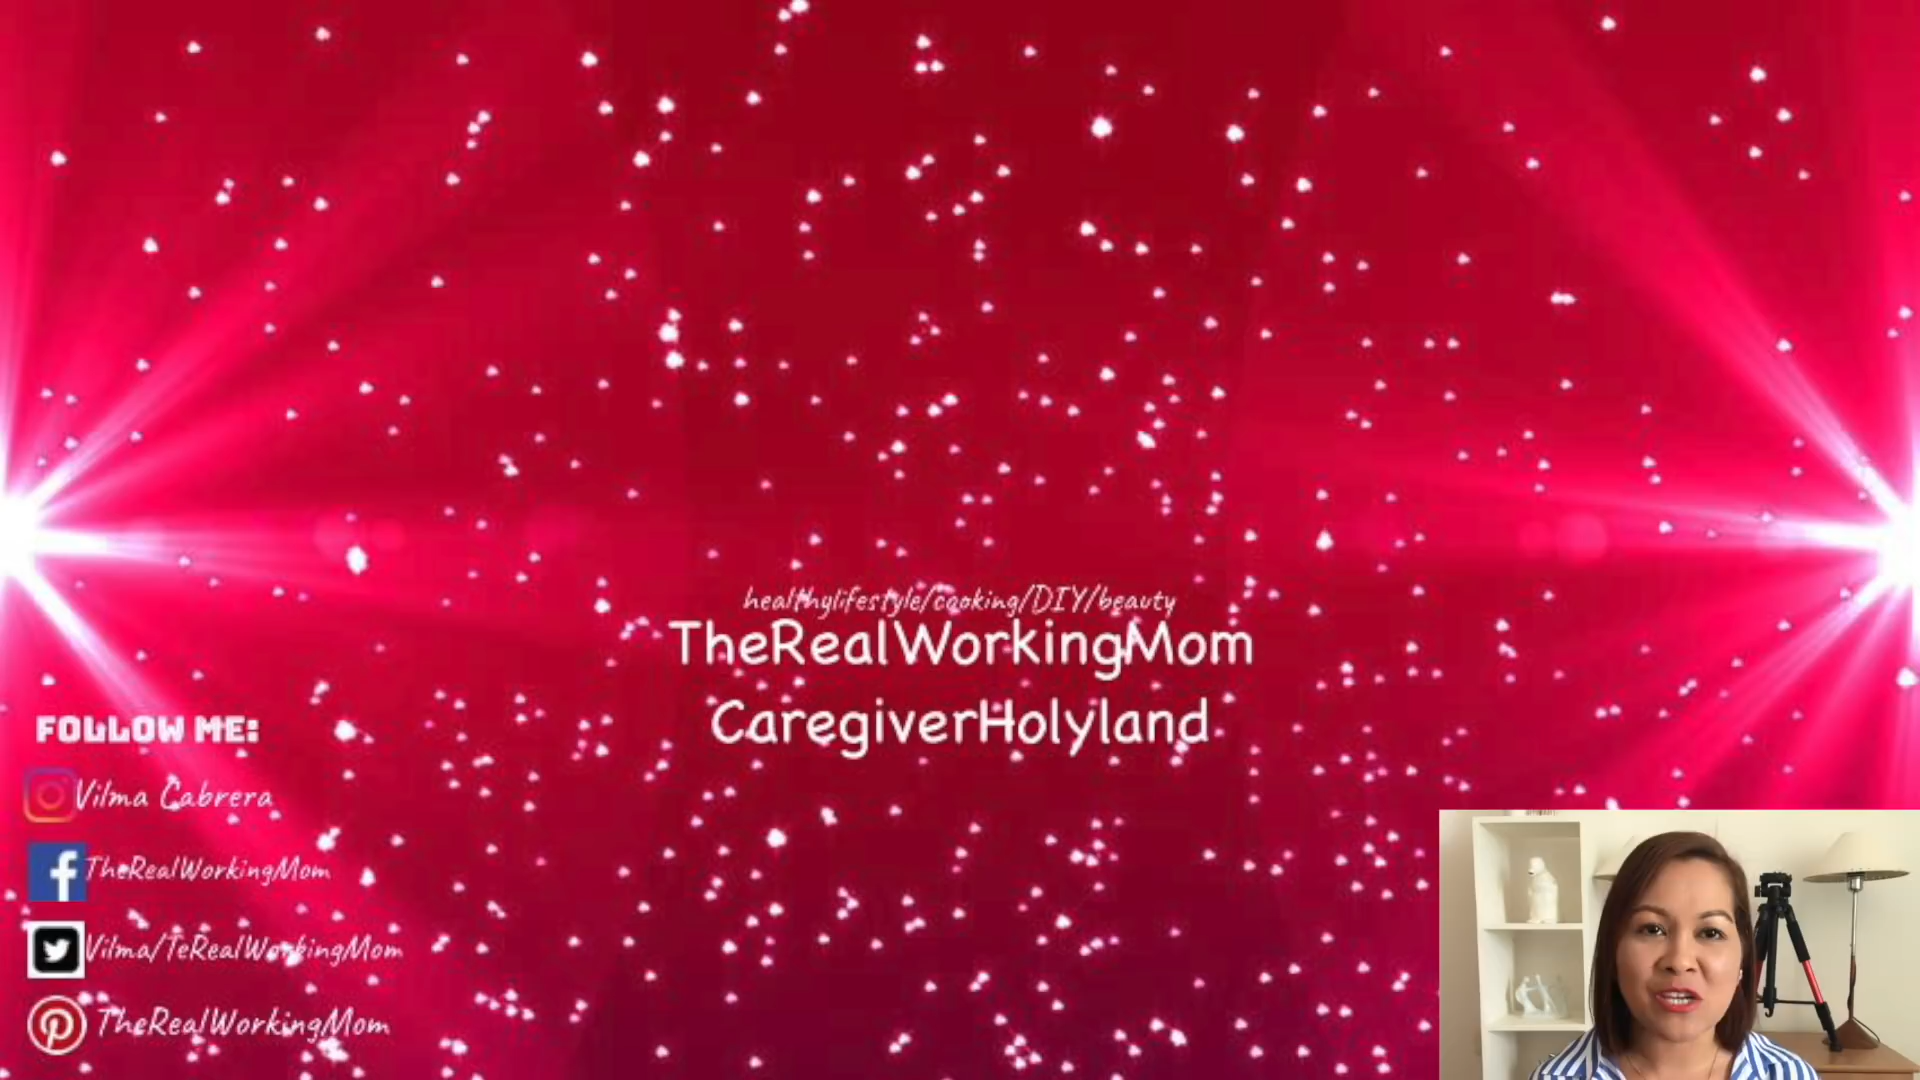 healthylifestyle/cooking/DIY/beauty
TheRealWorkingMom
CaregiverHolyland
FOLLOW ME:
Vilma Cabrera
TheRealWorkingMom
Vilma/TeRealWorkingMom
TheRealWorkingMom